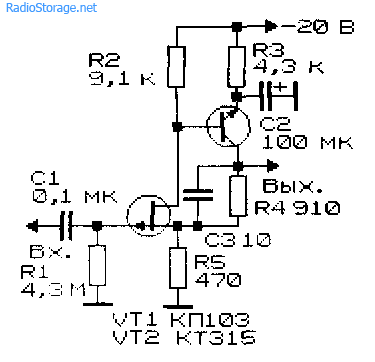 RadioStorage.net
-20 В
R2
9,1 к
R3
4,3 к
+
C2
100 мк
C1
0,1 мк
Вых.
R4 910
Вх.
C3 10
R1
4,3 М
R5
470
VT1 КП103
VT2 КТ315